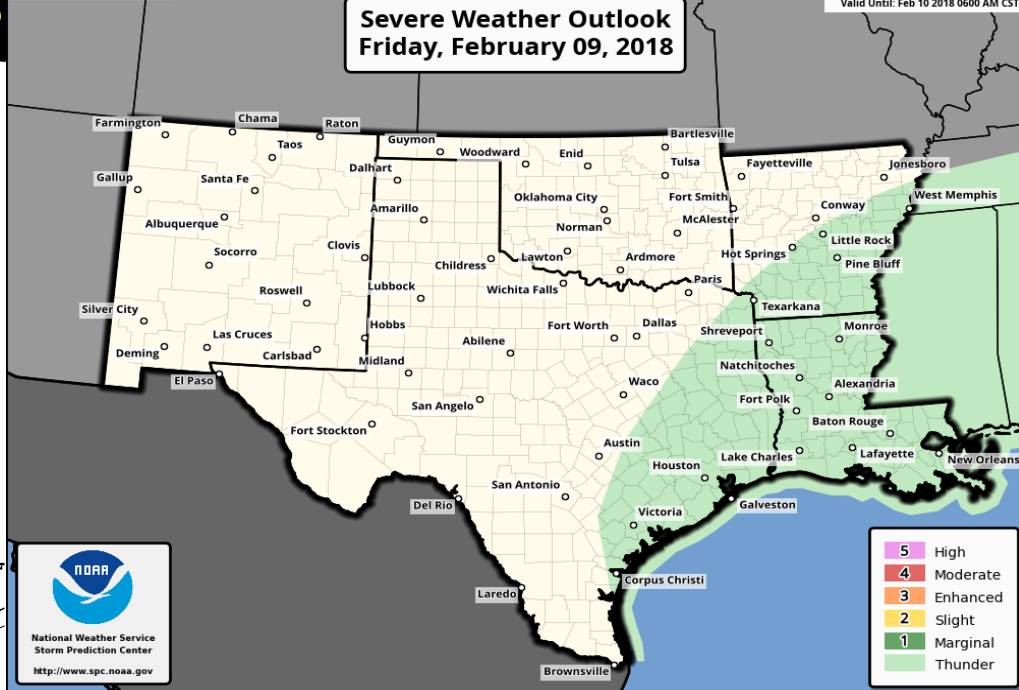 Severe Weather Outlook
Friday, February 09, 2018
Valid Until: Feb 10 2018 0600 AM CST
Farmington
Chama
Raton
Taos
Guymon
Woodward
Enid
Bartlesville
Tulsa
Fayetteville
Jonesboro
Gallup
Santa Fe
Dalhart
Amarillo
Oklahoma City
Fort Smith
West Memphis
Conway
Albuquerque
Norman
McAlester
Little Rock
Socorro
Clovis
Childress
Lawton
Ardmore
Hot Springs
Pine Bluff
Roswell
Lubbock
Wichita Falls
Paris
Texarkana
Silver City
Las Cruces
Hobbs
Fort Worth
Dallas
Shreveport
Monroe
Deming
Carlsbad
Midland
Abilene
Natchitoches
El Paso
Waco
Alexandria
San Angelo
Fort Polk
Fort Stockton
Austin
Baton Rouge
Houston
Lake Charles
Lafayette
New Orleans
Del Rio
San Antonio
Galveston
Victoria
Laredo
Corpus Christi
Brownsville
NOAA
National Weather Service
Storm Prediction Center
http://www.spc.noaa.gov
5 High
4 Moderate
3 Enhanced
2 Slight
1 Marginal
Thunder